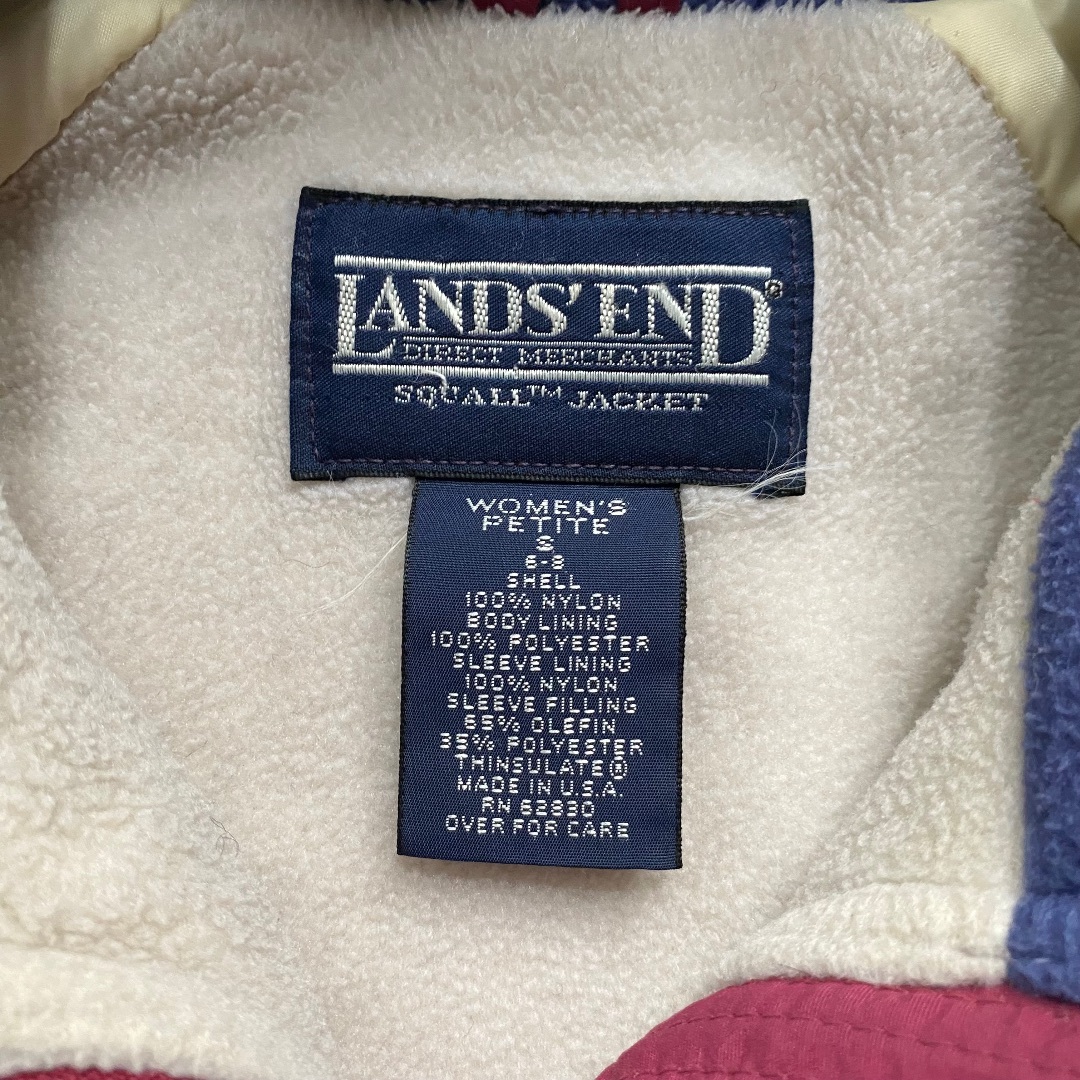 LANDS' END®
DIRECT MERCHANTS
SQUALL™ JACKET
WOMEN'S
PETITE
S
6-8
SHELL
100% NYLON
BODY LINING
100% POLYESTER
SLEEVE LINING
100% NYLON
SLEEVE FILLING
65% OLEFIN
35% POLYESTER
THINSULATE®
MADE IN U.S.A.
RN 62830
OVER FOR CARE